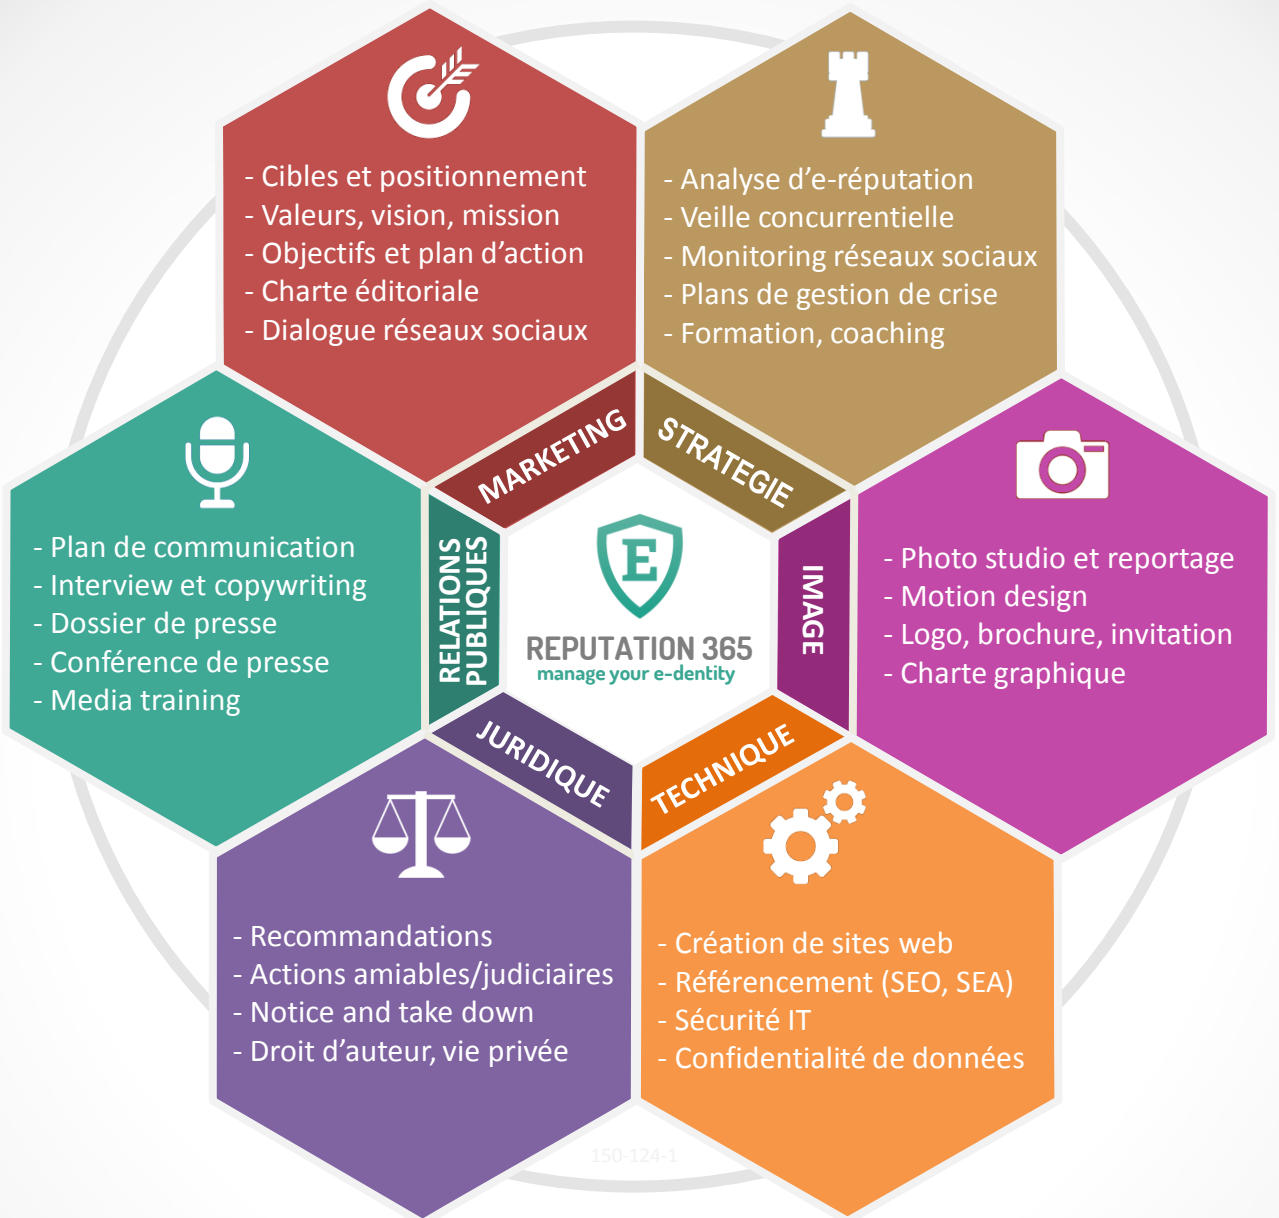 - Cibles et positionnement
- Valeurs, vision, mission
- Objectifs et plan d’action
- Charte éditoriale
- Dialogue réseaux sociaux
MARKETING
- Analyse d’e-réputation
- Veille concurrentielle
- Monitoring réseaux sociaux
- Plans de gestion de crise
- Formation, coaching
STRATEGIE
- Plan de communication
- Interview et copywriting
- Dossier de presse
- Conférence de presse
- Media training
RELATIONS
PUBLIQUES
E
REPUTATION 365
manage your e-dentity
IMAGE
- Photo studio et reportage
- Motion design
- Logo, brochure, invitation
- Charte graphique
JURIDIQUE
- Recommandations
- Actions amiables/judiciaires
- Notice and take down
- Droit d’auteur, vie privée
TECHNIQUE
- Création de sites web
- Référencement (SEO, SEA)
- Sécurité IT
- Confidentialité de données
150-124-1